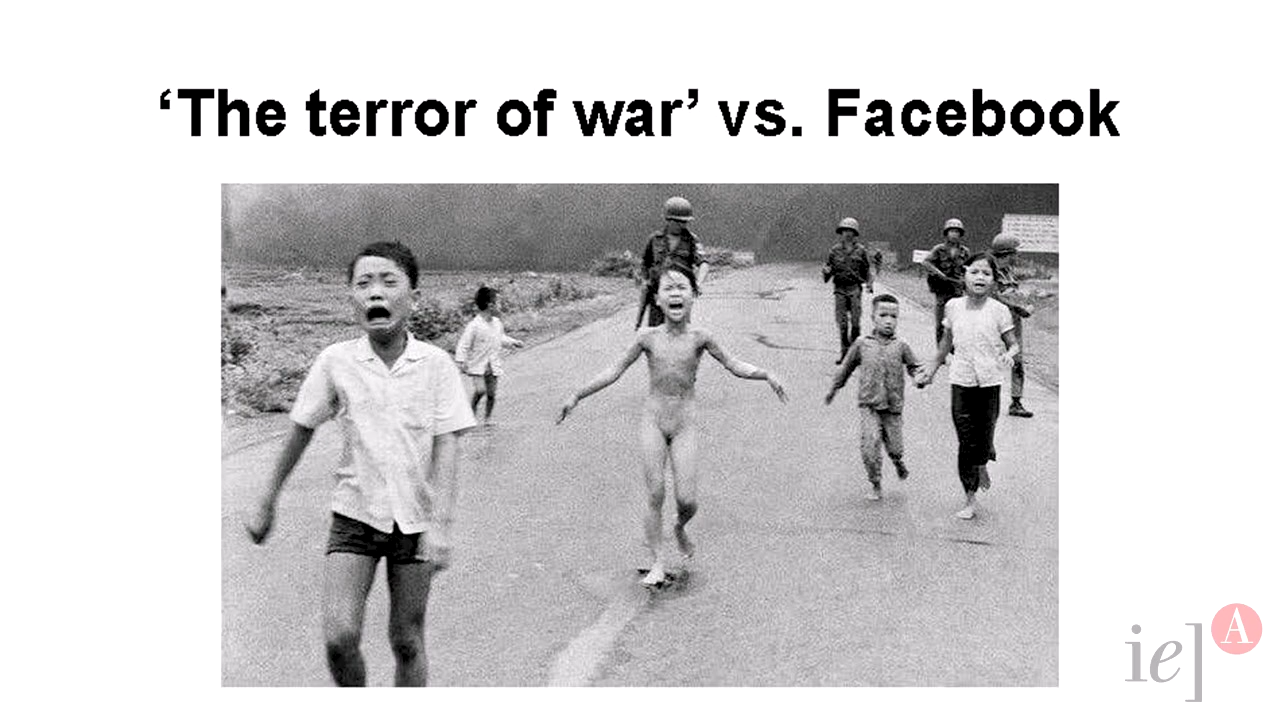 ‘The terror of war’ vs. Facebook
ie]
A